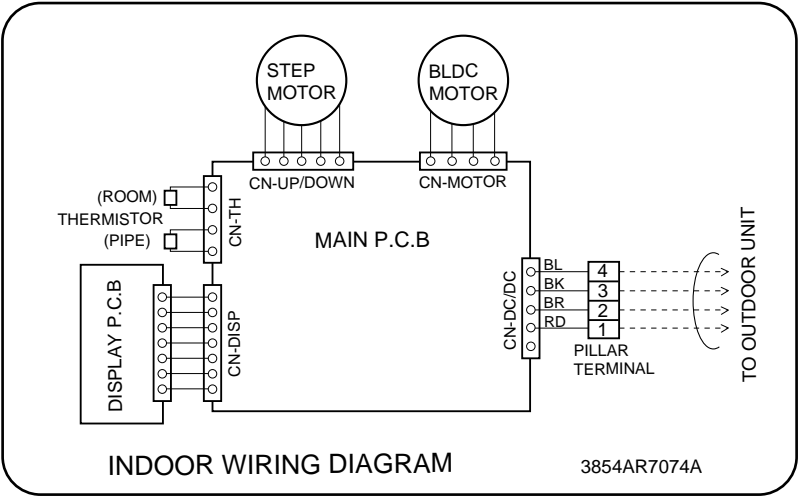 STEP
MOTOR
BLDC
MOTOR
CN-UP/DOWN
CN-MOTOR
(ROOM)
THERMISTOR
(PIPE)
CN-TH
MAIN P.C.B
DISPLAY P.C.B
CN-DISP
CN-DC/DC
BL
4
BK
3
BR
2
RD
1
PILLAR
TERMINAL
TO OUTDOOR UNIT
INDOOR WIRING DIAGRAM
3854AR7074A